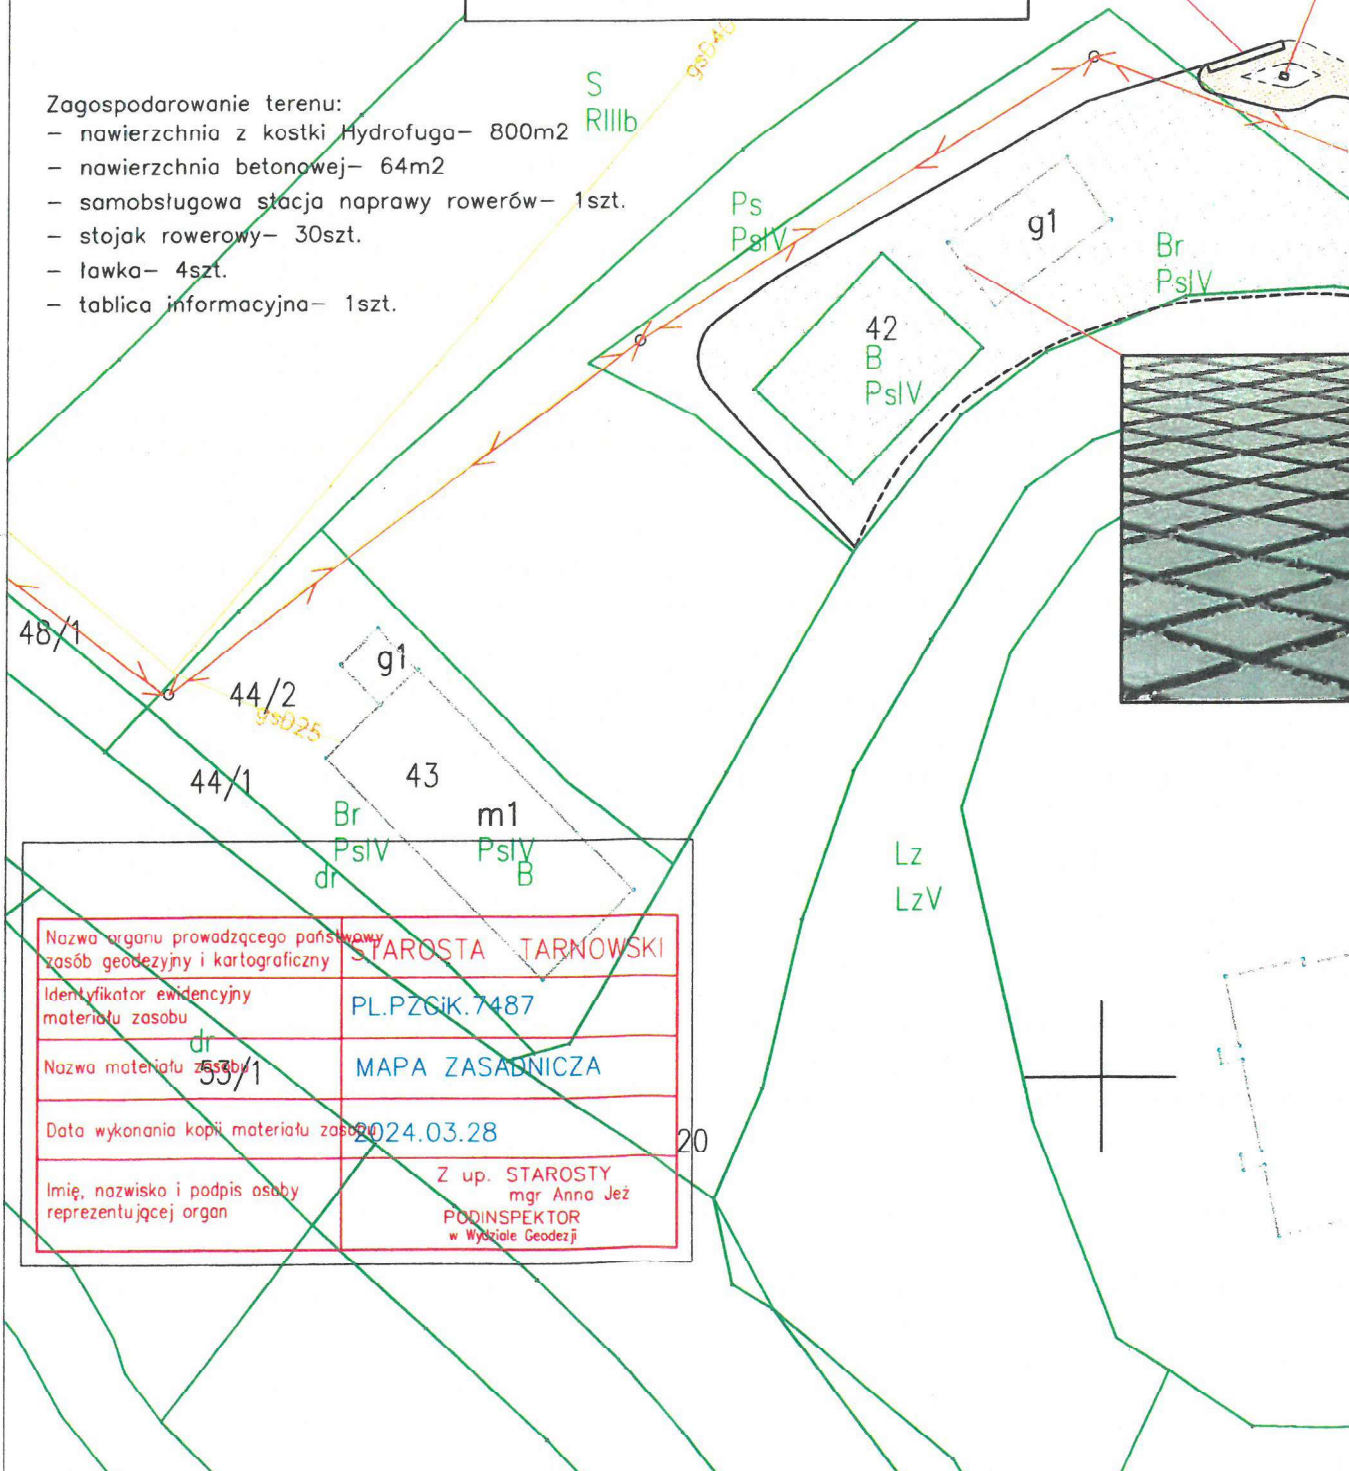 gsD40
S
RIIIb
Zagospodarowanie terenu:
– nawierzchnia z kostki Hydrofuga– 800m2
– nawierzchnia betonowej– 64m2
– samobsługowa stacja naprawy rowerów– 1szt.
– stojak rowerowy– 30szt.
– ławka– 4szt.
– tablica informacyjna– 1szt.
Ps
PsIV
g1
Br
PsIV
42
B
PsIV
48/1
g1
44/2
gsD25
44/1
43
Br
PsIV
dr
m1
PsIV
B
Lz
LzV
Nazwa organu prowadzącego państwowy
zasób geodezyjny i kartograficzny
STAROSTA TARNOWSKI
Identyfikator ewidencyjny
materiału zasobu
PL.PZGiK.7487
dr
53/1
Nazwa materiału zasobu
MAPA ZASADNICZA
Data wykonania kopii materiału zasobu
2024.03.28
20
Imię, nazwisko i podpis osoby
reprezentującej organ
Z up. STAROSTY
mgr Anna Jeż
PODINSPEKTOR
w Wydziale Geodezji